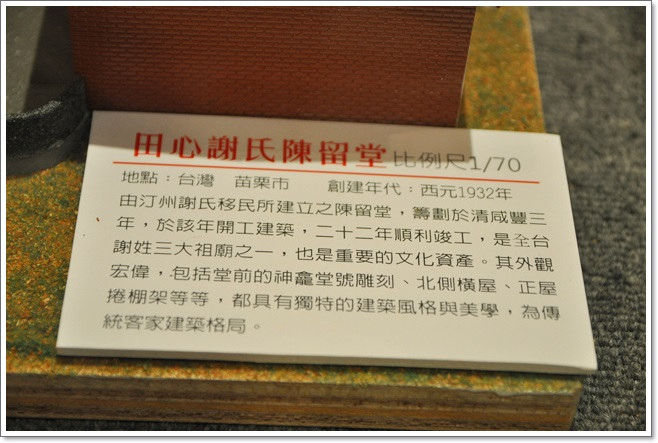 田心謝氏陳留堂 比例尺1/70
地點：台灣 苗栗市 創建年代：西元1932年
由汀州謝氏移民所建立之陳留堂，籌劃於清咸豐三
年，於該年開工建築，二十二年順利竣工，是全台
謝姓三大祖廟之一，也是重要的文化資產。其外觀
宏偉，包括堂前的神龕堂號雕刻、北側橫屋、正屋
捲棚架等等，都具有獨特的建築風格與美學，為傳
統客家建築格局。